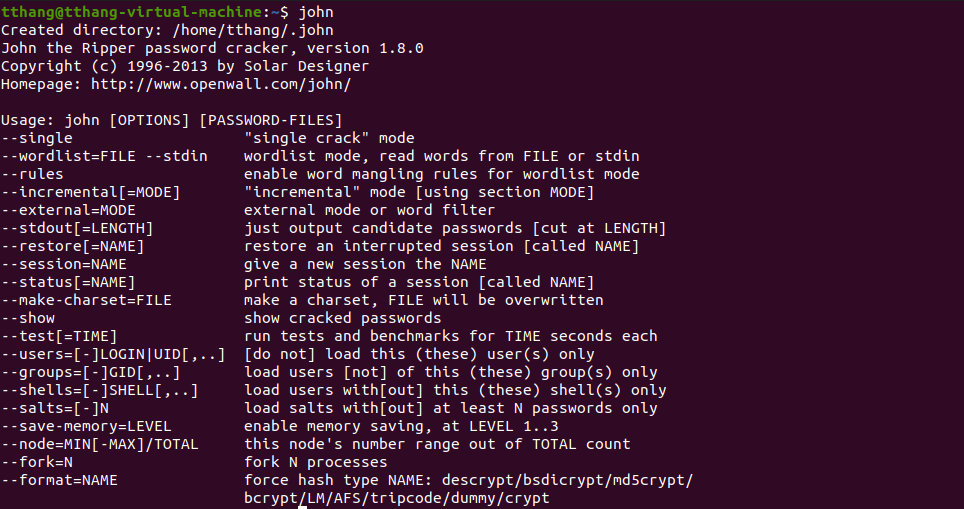 tthang@tthang-virtual-machine:~$ john
Created directory: /home/tthang/.john
John the Ripper password cracker, version 1.8.0
Copyright (c) 1996-2013 by Solar Designer
Homepage: http://www.openwall.com/john/

Usage: john [OPTIONS] [PASSWORD-FILES]
--single                   "single crack" mode
--wordlist=FILE --stdin    wordlist mode, read words from FILE or stdin
--rules                    enable word mangling rules for wordlist mode
--incremental[=MODE]       "incremental" mode [using section MODE]
--external=MODE            external mode or word filter
--stdout[=LENGTH]          just output candidate passwords [cut at LENGTH]
--restore[=NAME]           restore an interrupted session [called NAME]
--session=NAME             give a new session the NAME
--status[=NAME]            print status of a session [called NAME]
--make-charset=FILE        make a charset, FILE will be overwritten
--show                     show cracked passwords
--test[=TIME]              run tests and benchmarks for TIME seconds each
--users=[-]LOGIN|UID[,..]  [do not] load this (these) user(s) only
--groups=[-]GID[,..]       load users [not] of this (these) group(s) only
--shells=[-]SHELL[,..]     load users with[out] this (these) shell(s) only
--salts=[-]N               load salts with[out] at least N passwords only
--save-memory=LEVEL        enable memory saving, at LEVEL 1..3
--node=MIN[-MAX]/TOTAL     this node's number range out of TOTAL count
--fork=N                   fork N processes
--format=NAME              force hash type NAME: descrypt/bsdicrypt/md5crypt/
                           bcrypt/LM/AFS/tripcode/dummy/crypt